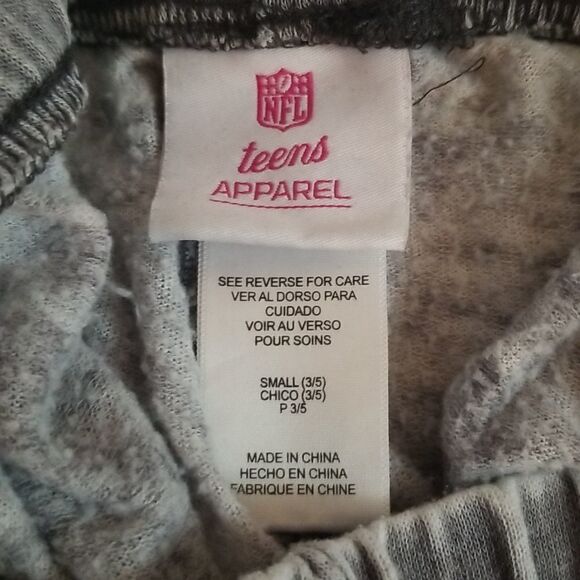 NFL
teens
APPAREL
SEE REVERSE FOR CARE
VER AL DORSO PARA
CUIDADO
VOIR AU VERSO
POUR SOINS
SMALL (3/5)
CHICO (3/5)
P 3/5
MADE IN CHINA
HECHO EN CHINA
FABRIQUE EN CHINE